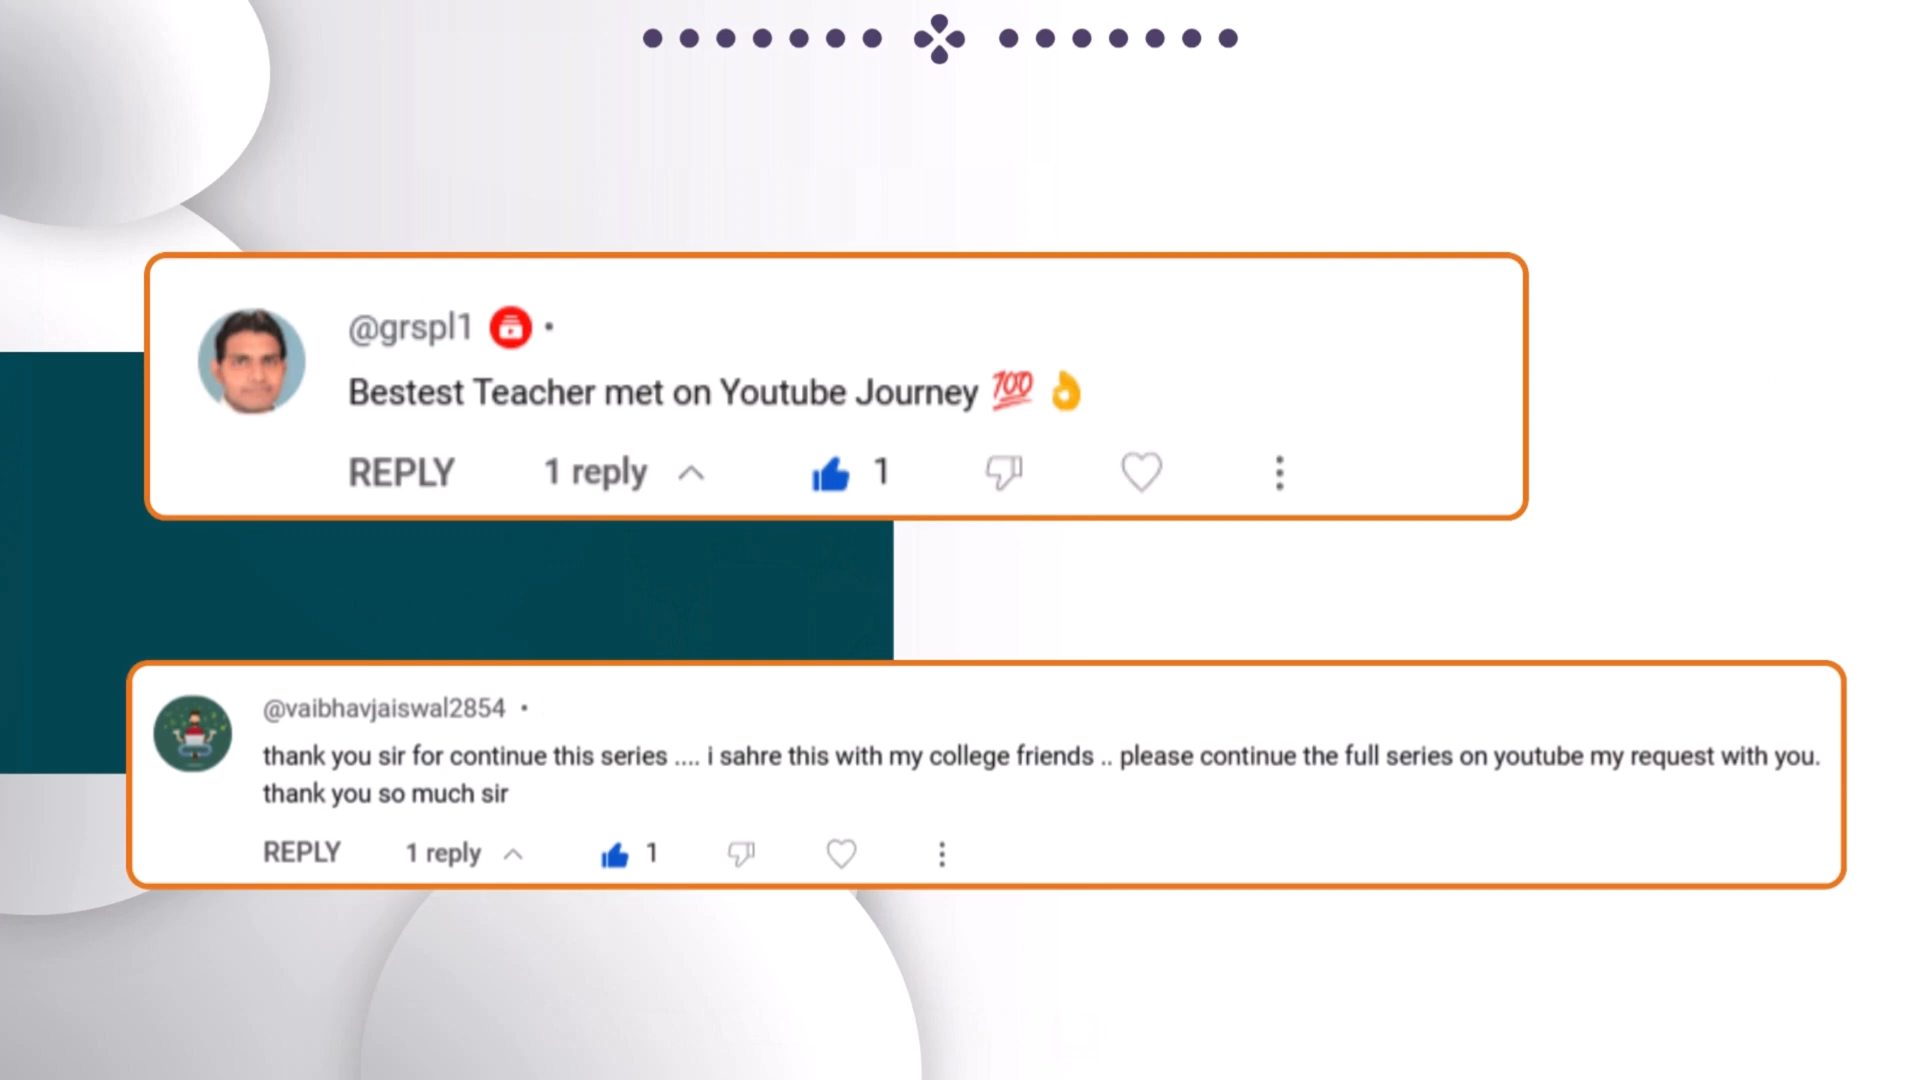 @grspl1 •
Bestest Teacher met on Youtube Journey 💯 👌
REPLY 1 reply 1
@vaibhavjaiswal2854 •
thank you sir for continue this series .... i sahre this with my college friends .. please continue the full series on youtube my request with you.
thank you so much sir
REPLY 1 reply 1